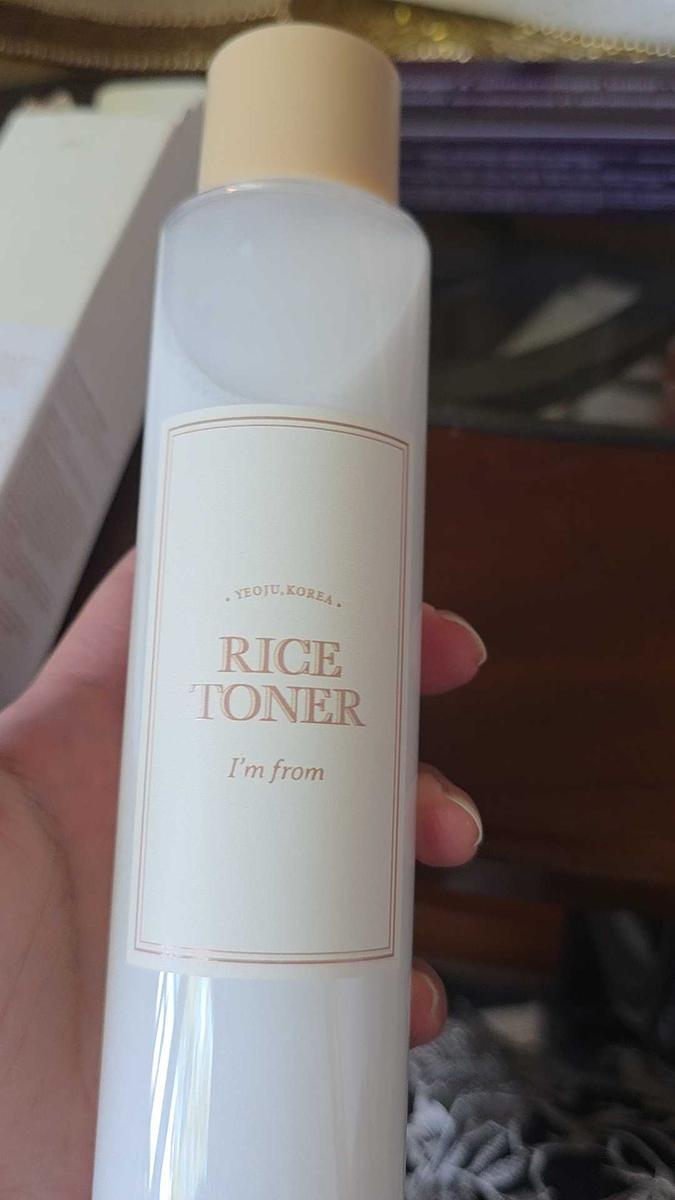 • YEOJU, KOREA •
RICE
TONER
I'm from